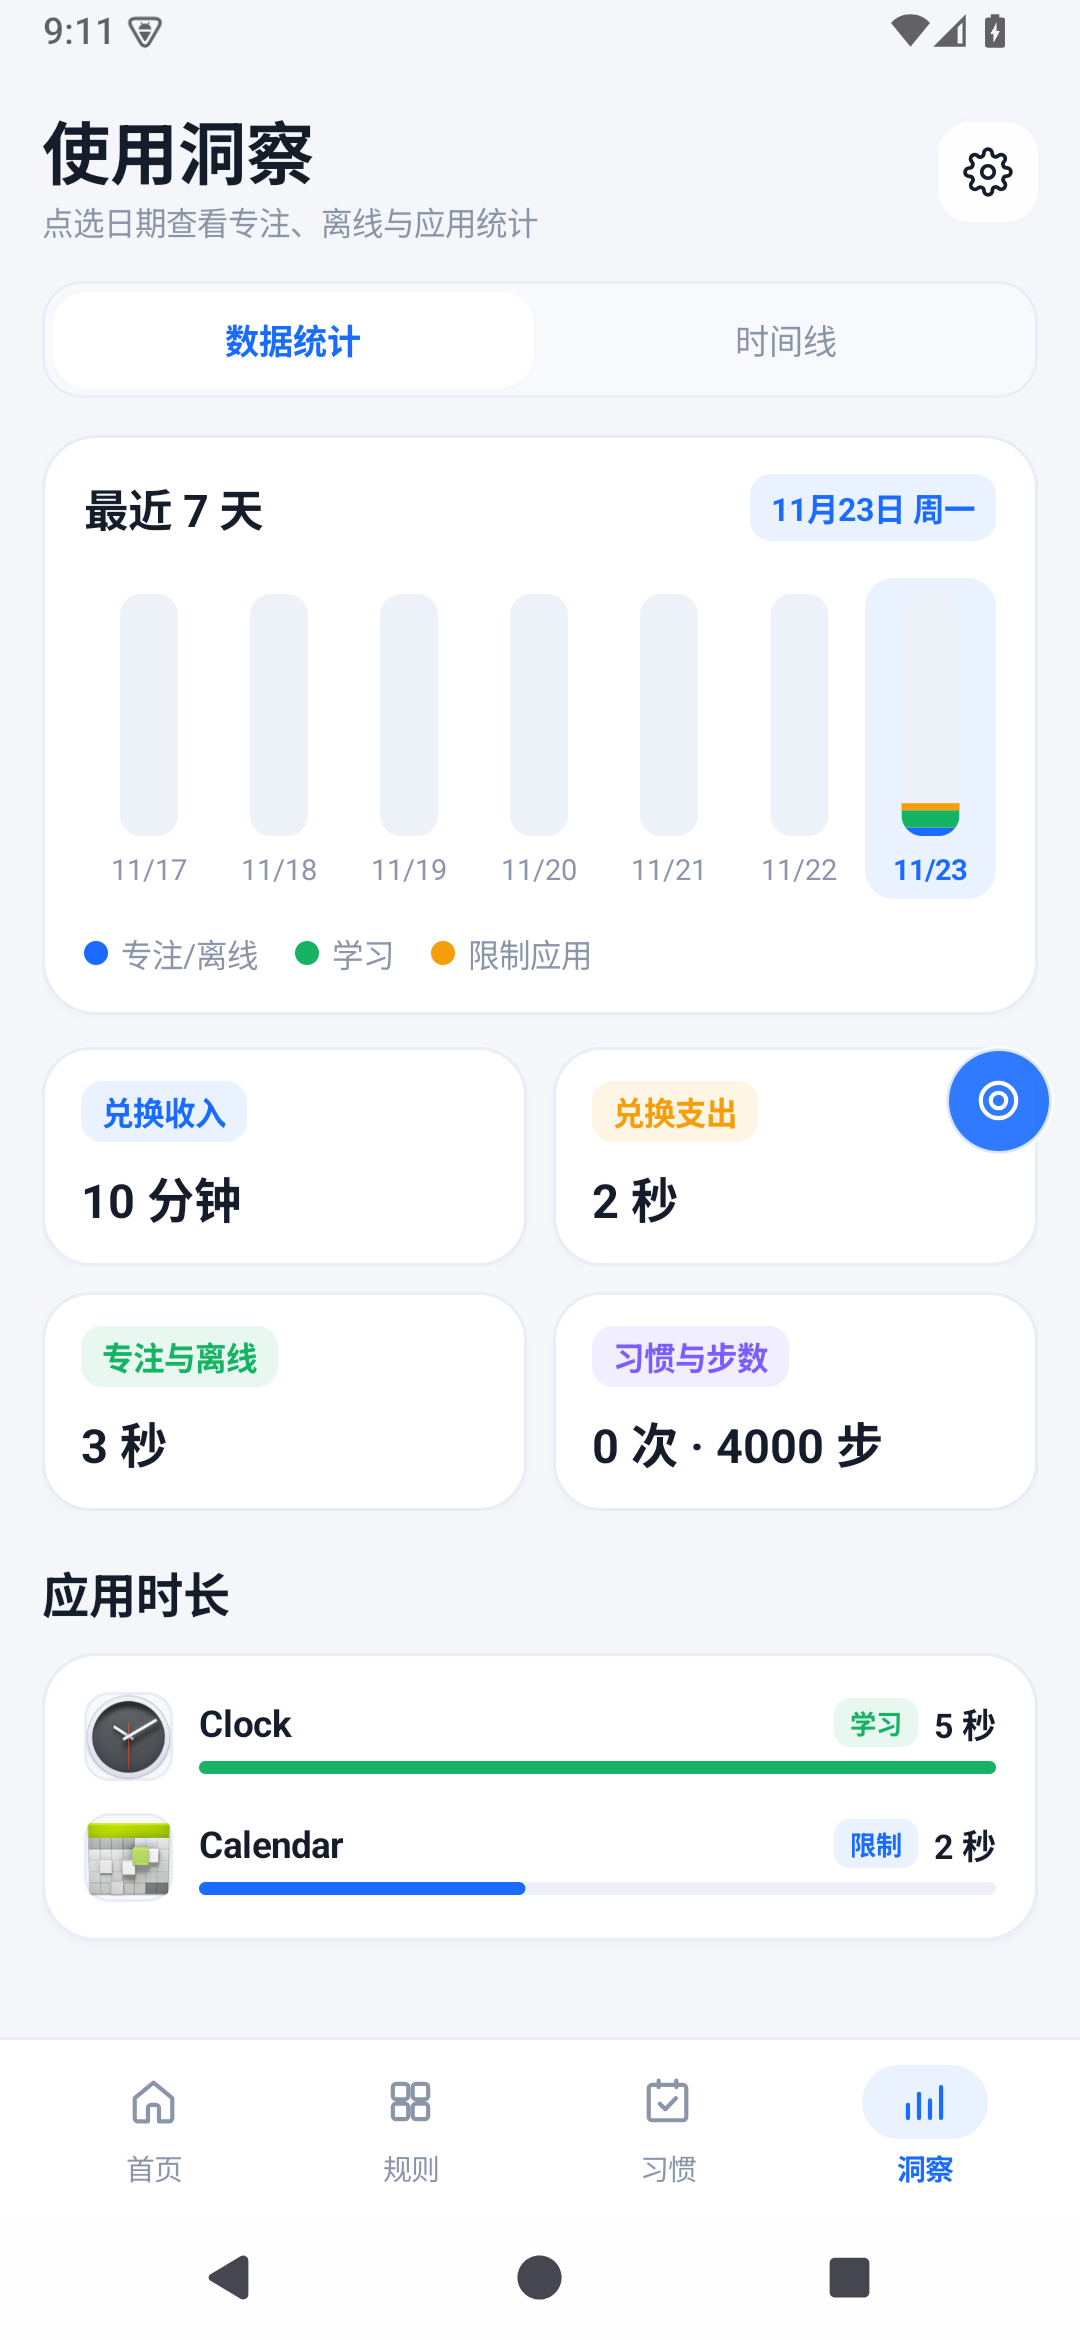 9:11
使用洞察
点选日期查看专注、离线与应用统计
数据统计
时间线
最近 7 天
11月23日 周一
11/17
11/18
11/19
11/20
11/21
11/22
11/23
专注/离线
学习
限制应用
兑换收入
10 分钟
兑换支出
2 秒
专注与离线
3 秒
习惯与步数
0 次 · 4000 步
应用时长
Clock
学习
5 秒
Calendar
限制
2 秒
首页
规则
习惯
洞察